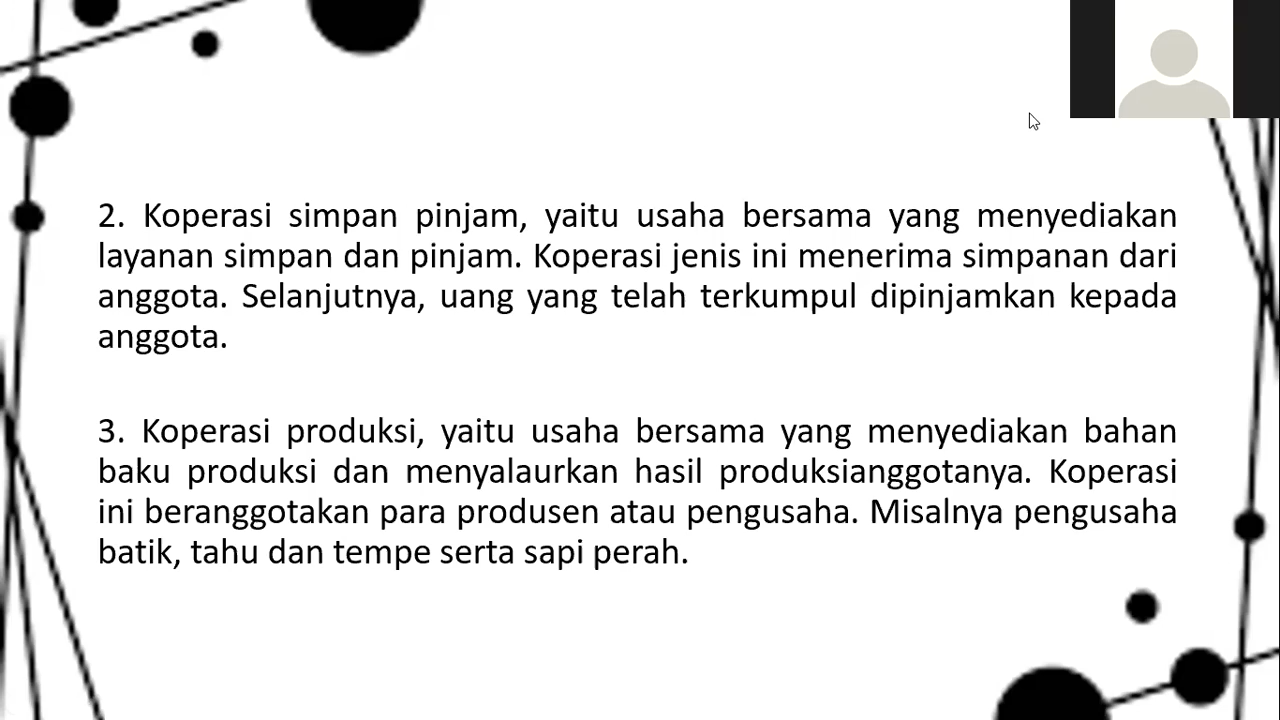 2. Koperasi simpan pinjam, yaitu usaha bersama yang menyediakan
layanan simpan dan pinjam. Koperasi jenis ini menerima simpanan dari
anggota. Selanjutnya, uang yang telah terkumpul dipinjamkan kepada
anggota.
3. Koperasi produksi, yaitu usaha bersama yang menyediakan bahan
baku produksi dan menyalaurkan hasil produksianggotanya. Koperasi
ini beranggotakan para produsen atau pengusaha. Misalnya pengusaha
batik, tahu dan tempe serta sapi perah.